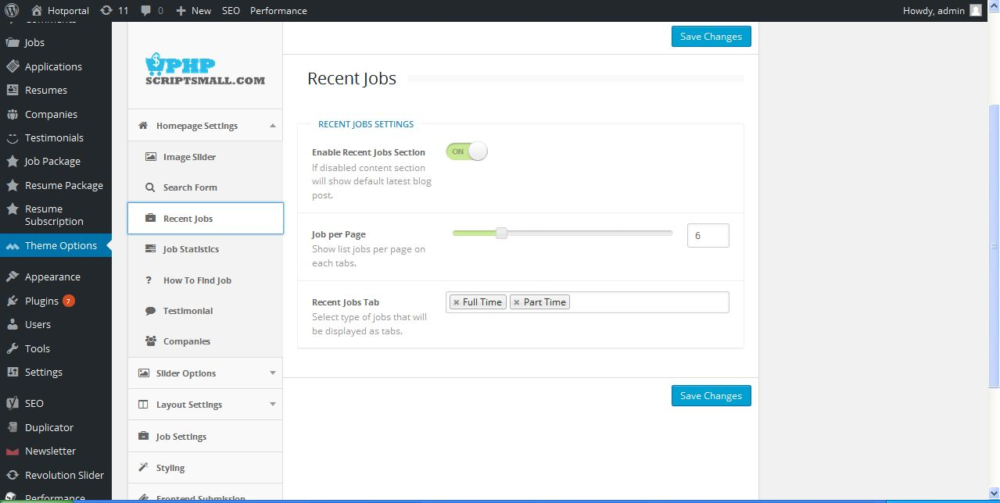 Hotportal 11 0 New SEO Performance Howdy, admin
Comments
Jobs
Applications
Resumes
Companies
Testimonials
Job Package
Resume Package
Resume
Subscription
Theme Options
Appearance
Plugins 7
Users
Tools
Settings
SEO
Duplicator
Newsletter
Revolution Slider
Performance
$PHP
SCRIPTSMALL.COM
Homepage Settings
Image Slider
Search Form
Recent Jobs
Job Statistics
? How To Find Job
Testimonial
Companies
Slider Options
Layout Settings
Job Settings
Styling
Frontend Submission
Save Changes
Recent Jobs
RECENT JOBS SETTINGS
Enable Recent Jobs Section
ON
If disabled content section
will show default latest blog
post.
Job per Page
6
Show list jobs per page on
each tabs.
Recent Jobs Tab
× Full Time × Part Time
Select type of jobs that will
be displayed as tabs.
Save Changes